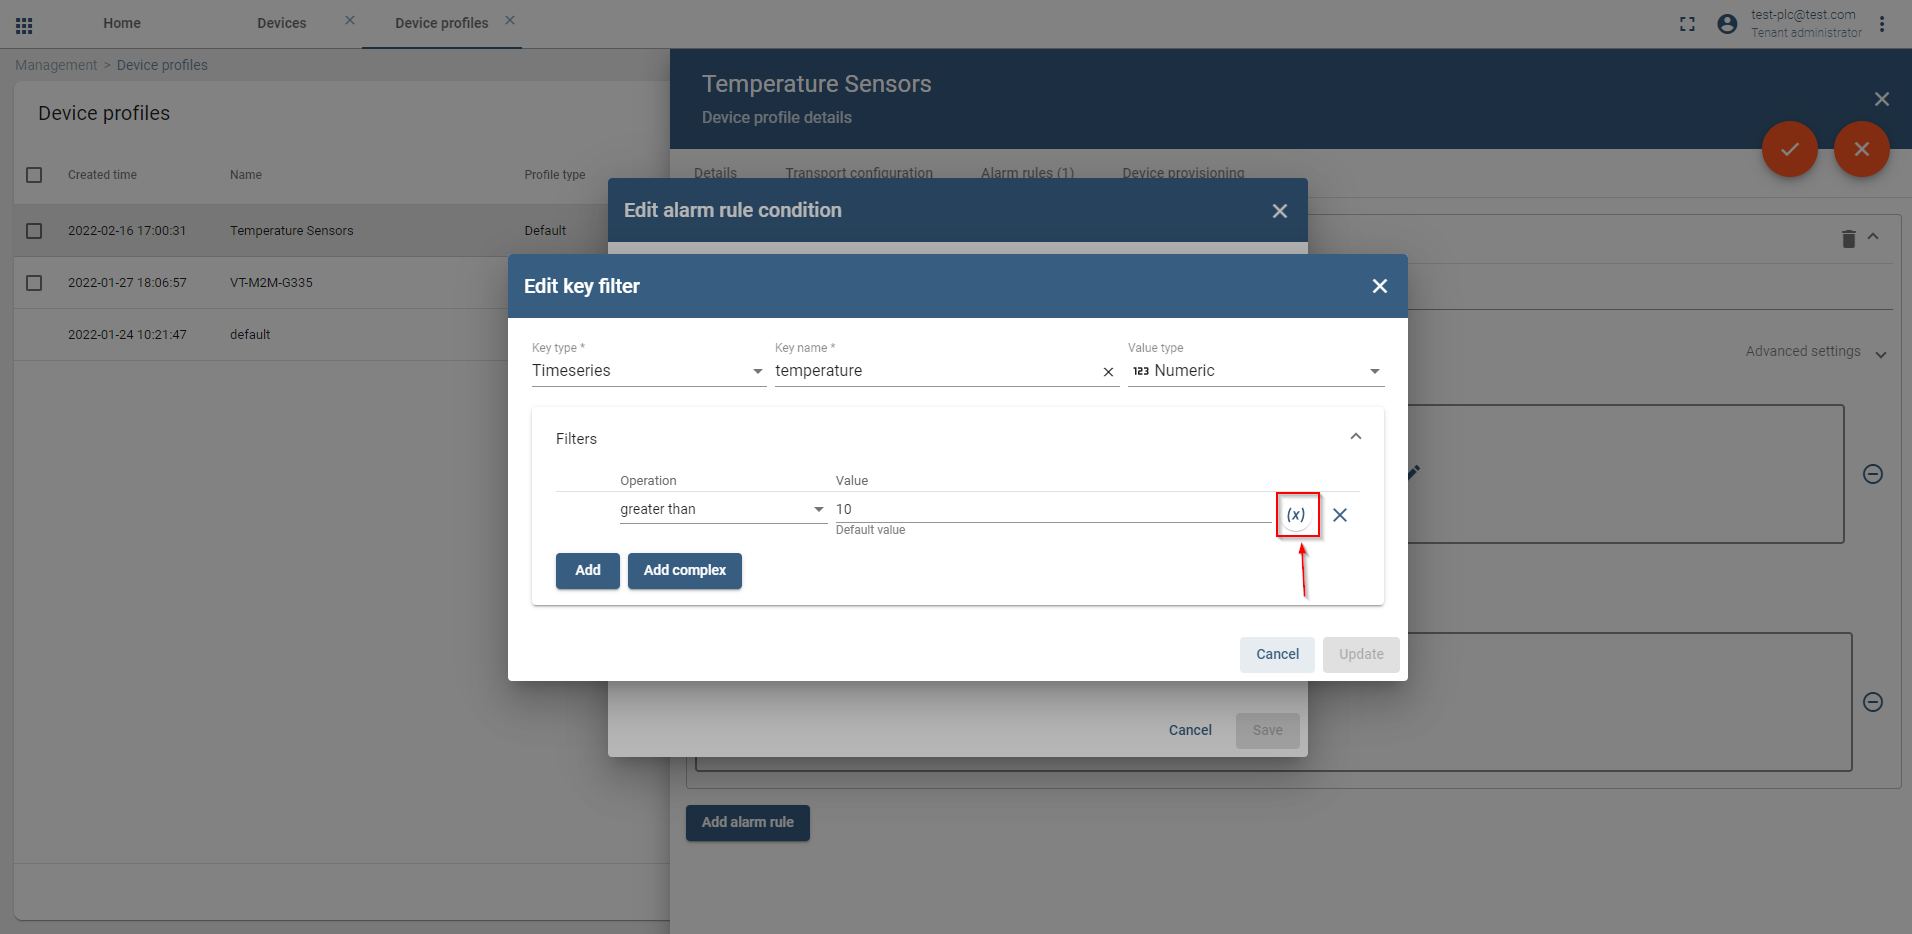 Home
Devices
Device profiles
test-plc@test.com
Tenant administrator
Management > Device profiles
Device profiles
Created time
Name
Profile type
2022-02-16 17:00:31
Temperature Sensors
Default
2022-01-27 18:06:57
VT-M2M-G335
2022-01-24 10:21:47
default
Temperature Sensors
Device profile details
Details
Transport configuration
Alarm rules (1)
Device provisioning
Advanced settings
Edit alarm rule condition
Edit key filter
Key type *
Key name *
Value type
Timeseries
temperature
123 Numeric
Filters
Operation
Value
greater than
10
(x)
Default value
Add
Add complex
Cancel
Update
Cancel
Save
Add alarm rule